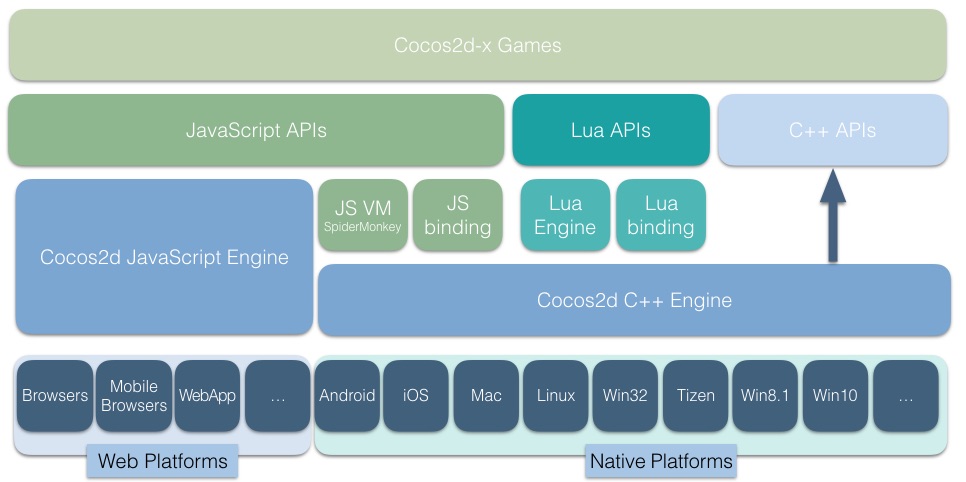 Cocos2d-x Games
JavaScript APIs
Lua APIs
C++ APIs
JS VM
SpiderMonkey
JS
binding
Lua
Engine
Lua
binding
Cocos2d JavaScript Engine
Cocos2d C++ Engine
Browsers
Mobile
Browsers
WebApp
...
Android
iOS
Mac
Linux
Win32
Tizen
Win8.1
Win10
...
Web Platforms
Native Platforms